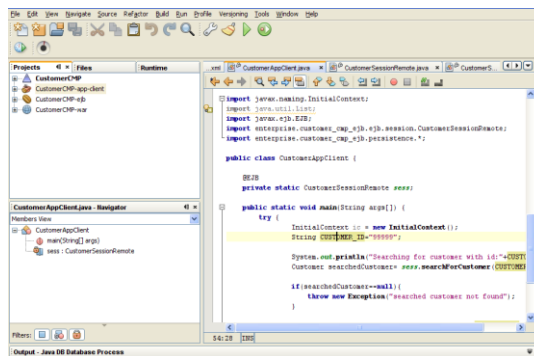 File Edit View Navigate Source Refactor Build Run Profile Versioning Tools Window Help
Projects Files Runtime
CustomerCMP
CustomerCMP-app-client
CustomerCMP-ejb
CustomerCMP-war
CustomerAppClient.java - Navigator
Members View
CustomerAppClient
main(String[] args)
sess : CustomerSessionRemote
Filters:
...xml CustomerAppClient.java CustomerSessionRemote.java CustomerS...
import javax.naming.InitialContext;
import java.util.List;
import javax.ejb.EJB;
import enterprise.customer_cmp_ejb.ejb.session.CustomerSessionRemote;
import enterprise.customer_cmp_ejb.persistence.*;
public class CustomerAppClient {
@EJB
private static CustomerSessionRemote sess;
public static void main(String args[]) {
try {
InitialContext ic = new InitialContext();
String CUSTOMER_ID="99999";
System.out.println("Searching for customer with id:"+CUSTO
Customer searchedCustomer= sess.searchForCustomer(CUSTOMER
if(searchedCustomer==null){
throw new Exception("searched customer not found");
}
54:28 INS
Output - Java DB Database Process